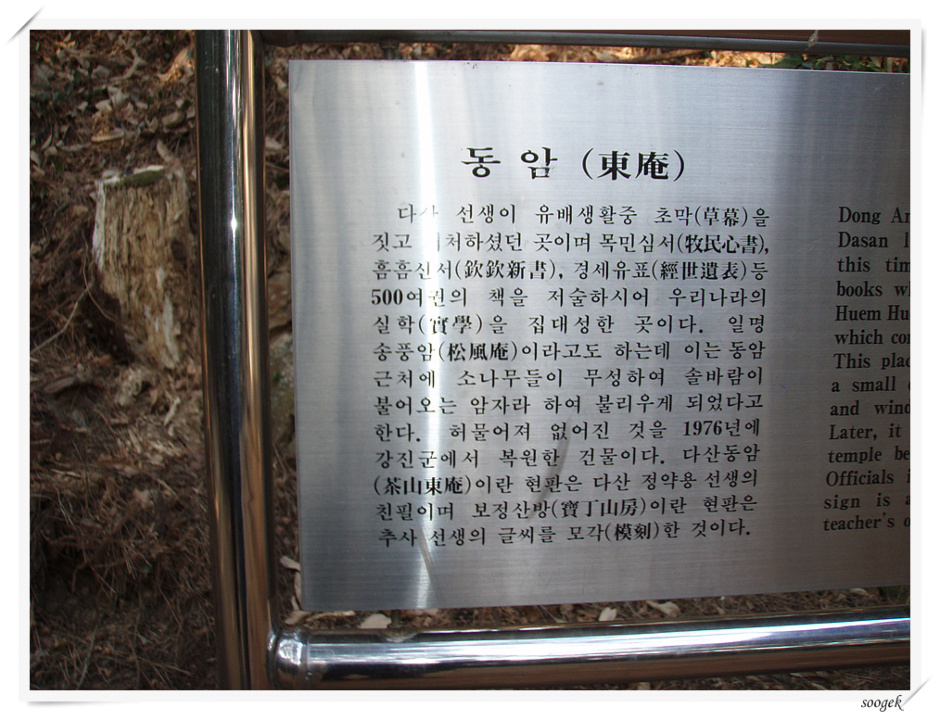 동 암 (東庵)
다산 선생이 유배생활중 초막(草幕)을
짓고 거처하셨던 곳이며 목민심서(牧民心書),
흠흠신서(欽欽新書), 경세유표(經世遺表)등
500여권의 책을 저술하시어 우리나라의
실학(實學)을 집대성한 곳이다. 일명
송풍암(松風庵)이라고도 하는데 이는 동암
근처에 소나무들이 무성하여 솔바람이
불어오는 암자라 하여 불리우게 되었다고
한다. 허물어져 없어진 것을 1976년에
강진군에서 복원한 건물이다. 다산동암
(茶山東庵)이란 현판은 다산 정약용 선생의
친필이며 보정산방(寶丁山房)이란 현판은
추사 선생의 글씨를 모각(模刻)한 것이다.
Dong
Dasan
this tim
books
Huem
which
This
a small
and wind
Later, it
temple
Officials
sign is
teacher's
soogek